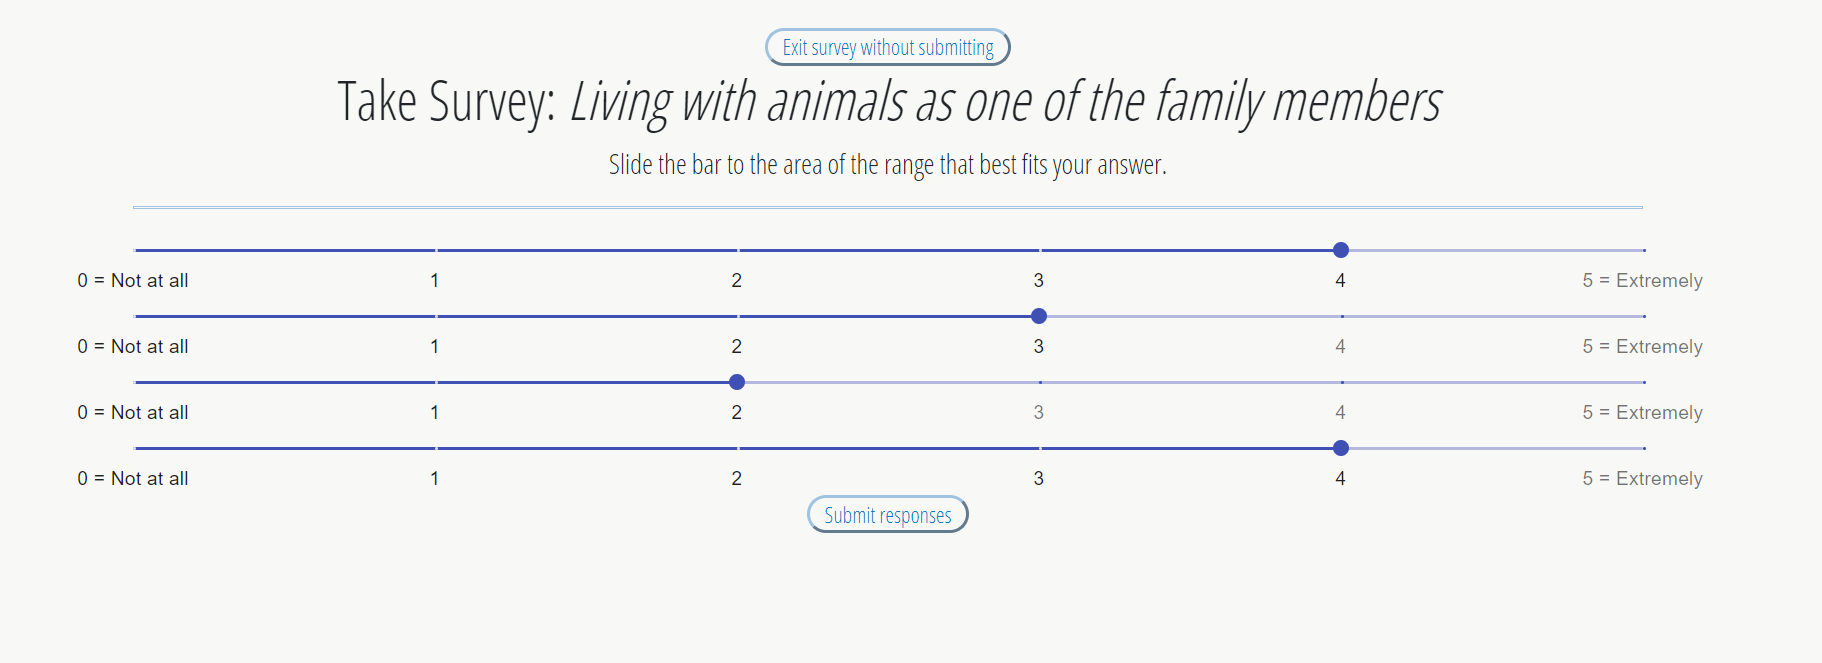 Exit survey without submitting
Take Survey: Living with animals as one of the family members
Slide the bar to the area of the range that best fits your answer.
0 = Not at all 1 2 3 4 5 = Extremely
0 = Not at all 1 2 3 4 5 = Extremely
0 = Not at all 1 2 3 4 5 = Extremely
0 = Not at all 1 2 3 4 5 = Extremely
Submit responses